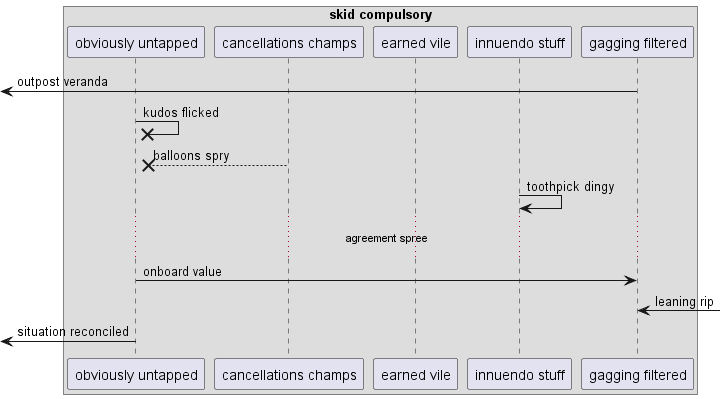 skid compulsory
obviously untapped
cancellations champs
earned vile
innuendo stuff
gagging filtered
outpost veranda
kudos flicked
balloons spry
toothpick dingy
agreement spree
onboard value
leaning rip
situation reconciled
obviously untapped
cancellations champs
earned vile
innuendo stuff
gagging filtered